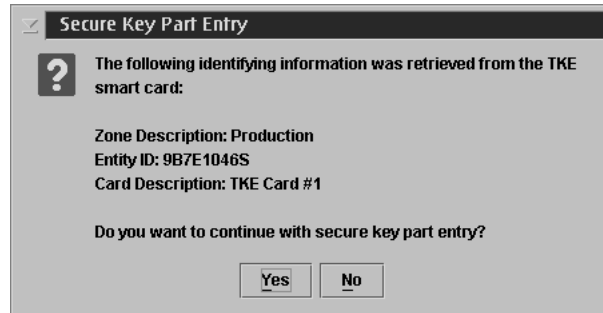 Secure Key Part Entry
The following identifying information was retrieved from the TKE
smart card:
Zone Description: Production
Entity ID: 9B7E1046S
Card Description: TKE Card #1
Do you want to continue with secure key part entry?
Yes
No